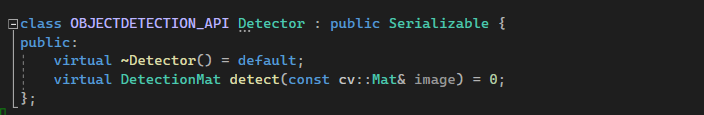 class OBJECTDETECTION_API Detector : public Serializable {
public:
    virtual ~Detector() = default;
    virtual DetectionMat detect(const cv::Mat& image) = 0;
};